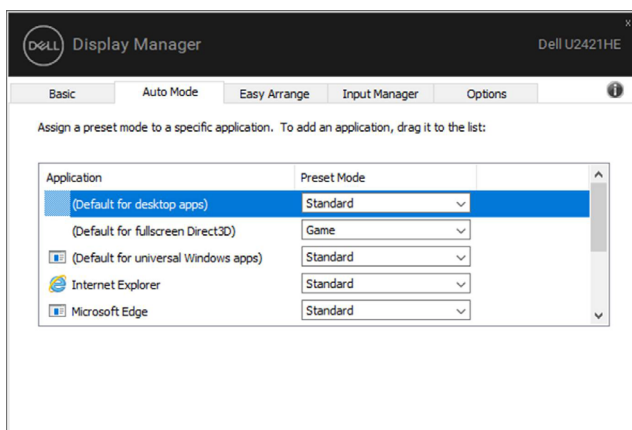 x
DELL Display Manager Dell U2421HE
Basic Auto Mode Easy Arrange Input Manager Options i
Assign a preset mode to a specific application. To add an application, drag it to the list:
Application Preset Mode
(Default for desktop apps) Standard
(Default for fullscreen Direct3D) Game
(Default for universal Windows apps) Standard
Internet Explorer Standard
Microsoft Edge Standard